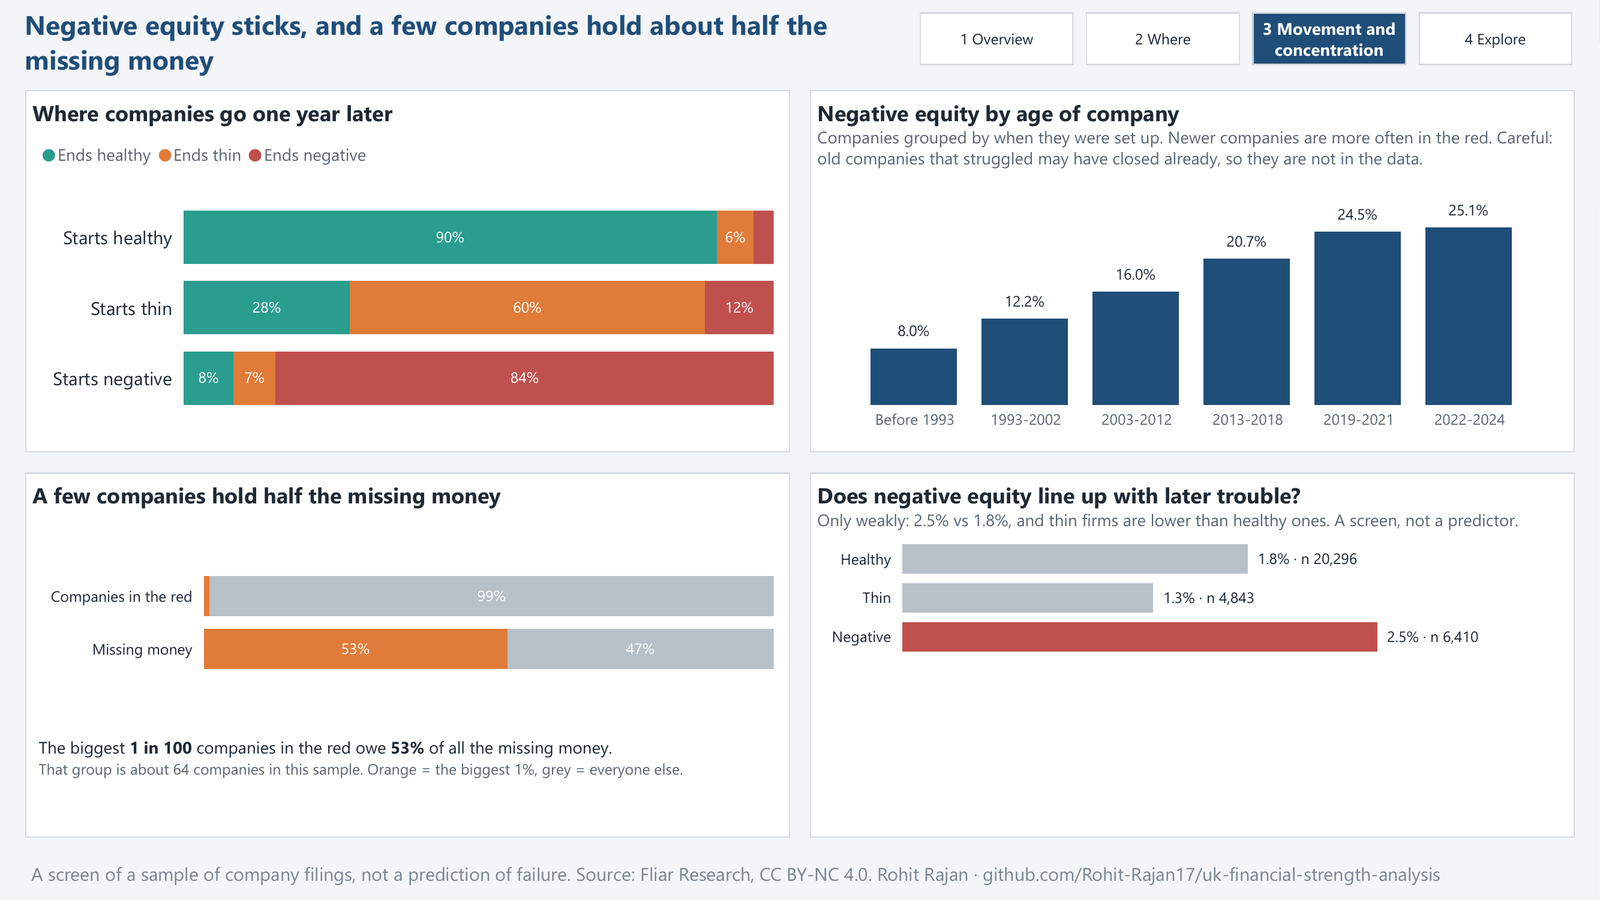 Negative equity sticks, and a few companies hold about half the
missing money
1 Overview
2 Where
3 Movement and
concentration
4 Explore
Where companies go one year later
Ends healthy Ends thin Ends negative
Starts healthy 90% 6%
Starts thin 28% 60% 12%
Starts negative 8% 7% 84%
Negative equity by age of company
Companies grouped by when they were set up. Newer companies are more often in the red. Careful:
old companies that struggled may have closed already, so they are not in the data.
8.0% 12.2% 16.0% 20.7% 24.5% 25.1%
Before 1993 1993-2002 2003-2012 2013-2018 2019-2021 2022-2024
A few companies hold half the missing money
Companies in the red 99%
Missing money 53% 47%
The biggest 1 in 100 companies in the red owe 53% of all the missing money.
That group is about 64 companies in this sample. Orange = the biggest 1%, grey = everyone else.
Does negative equity line up with later trouble?
Only weakly: 2.5% vs 1.8%, and thin firms are lower than healthy ones. A screen, not a predictor.
Healthy 1.8% · n 20,296
Thin 1.3% · n 4,843
Negative 2.5% · n 6,410
A screen of a sample of company filings, not a prediction of failure. Source: Fliar Research, CC BY-NC 4.0. Rohit Rajan · github.com/Rohit-Rajan17/uk-financial-strength-analysis